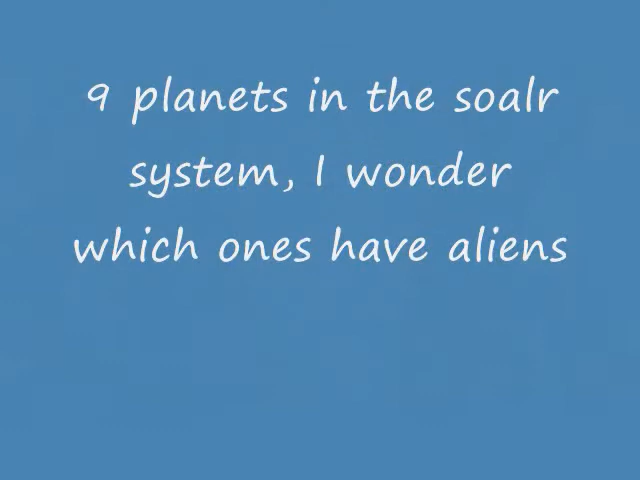 9 planets in the soalr
system, I wonder
which ones have aliens